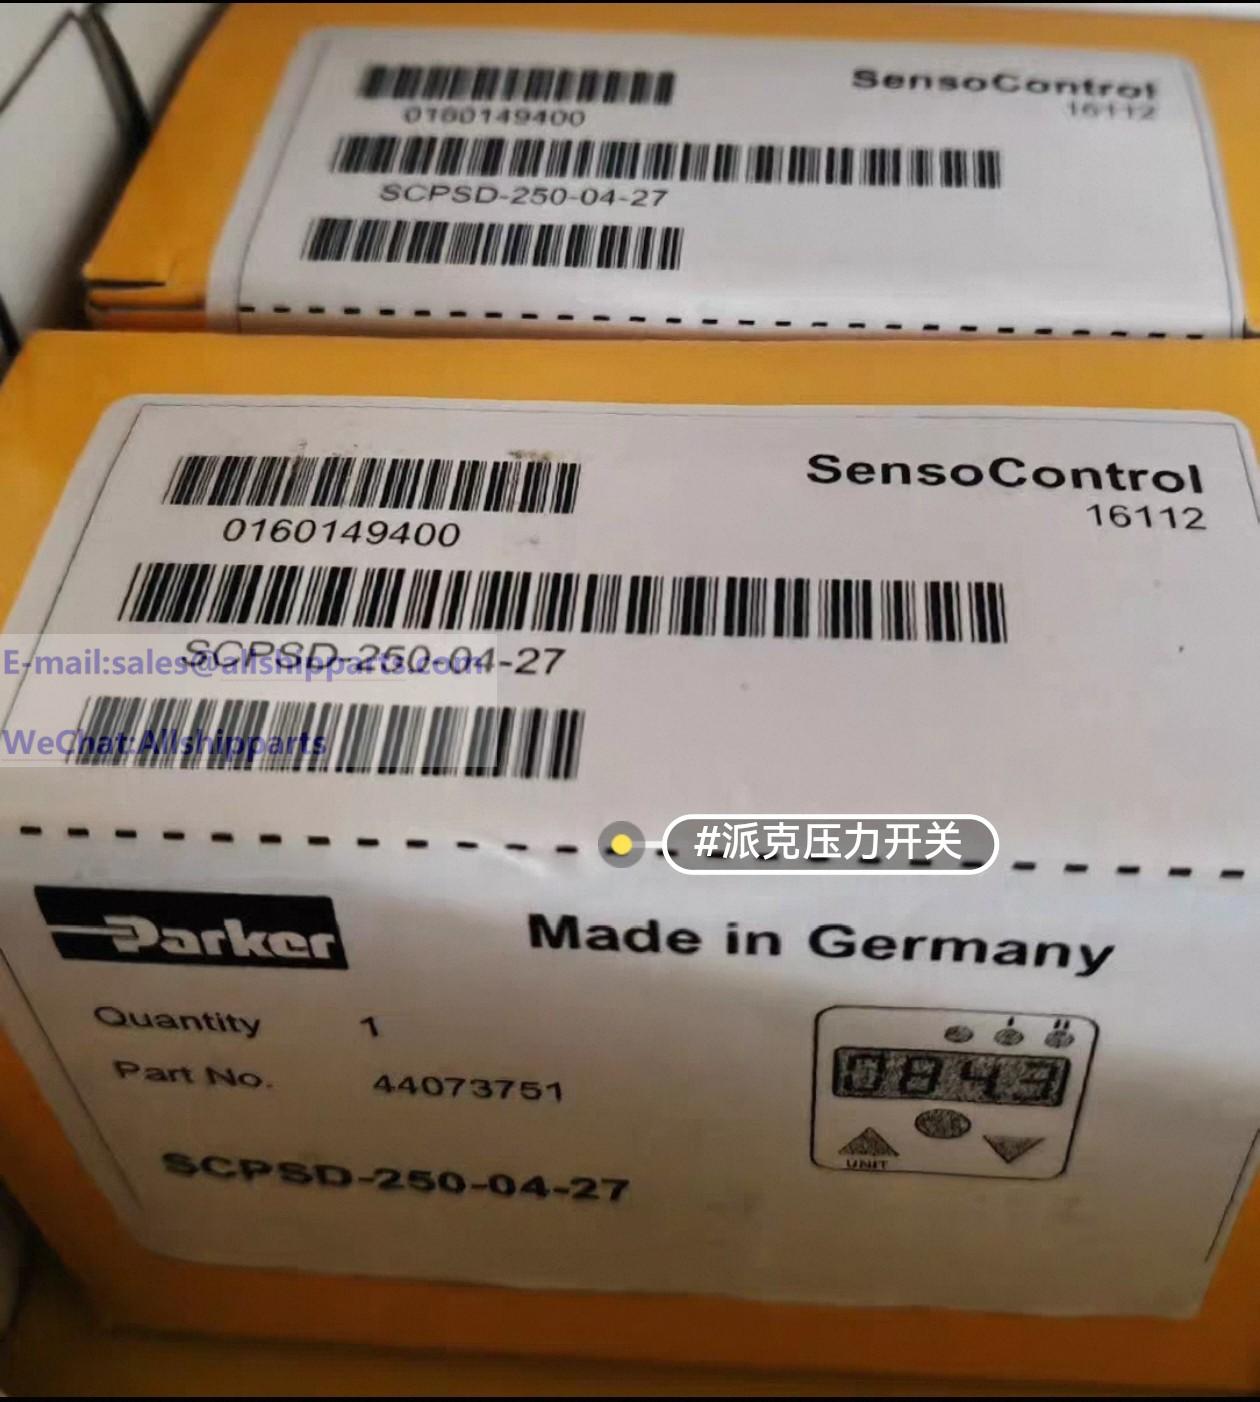 SensoControl
16112
0160149400
SCPSD-250-04-27
SensoControl
16112
0160149400
SCPSD-250-04-27
E-mail:sales@allshipparts.com
WeChat:Allshipparts
#派克压力开关
Parker
Made in Germany
Quantity 1
Part No. 44073751
0843
UNIT
SCPSD-250-04-27